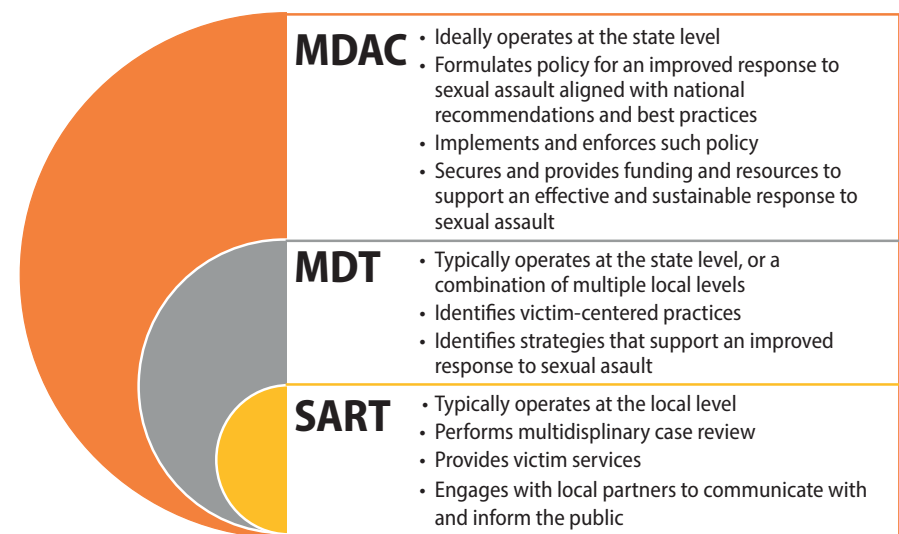 MDAC
• Ideally operates at the state level
• Formulates policy for an improved response to
sexual assault aligned with national
recommendations and best practices
• Implements and enforces such policy
• Secures and provides funding and resources to
support an effective and sustainable response to
sexual assault
MDT
• Typically operates at the state level, or a
combination of multiple local levels
• Identifies victim-centered practices
• Identifies strategies that support an improved
response to sexual asault
SART
• Typically operates at the local level
• Performs multidisplinary case review
• Provides victim services
• Engages with local partners to communicate with
and inform the public